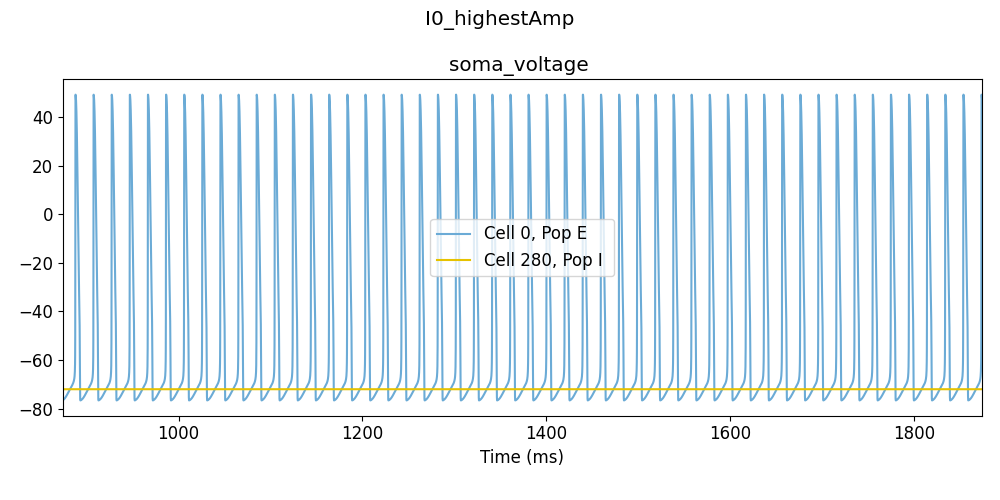 I0_highestAmp
soma_voltage
40
20
0
−20
−40
−60
−80
Cell 0, Pop E
Cell 280, Pop I
1000 1200 1400 1600 1800
Time (ms)